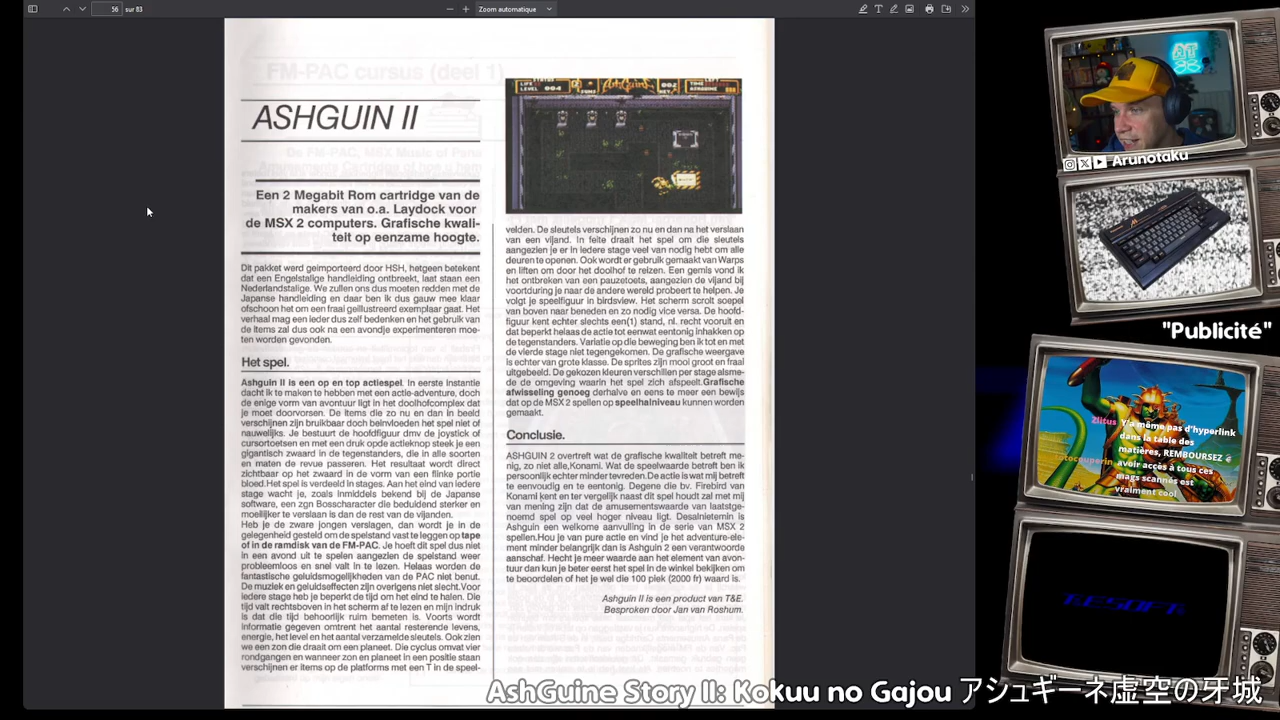 56 sur 83
Zoom automatique
ASHGUIN II
Een 2 Megabit Rom cartridge van de
makers van o.a. Laydock voor
de MSX 2 computers. Grafische kwali-
teit op eenzame hoogte.
Dit pakket werd geimporteerd door HSH, hetgeen betekent
dat een Engelstalige handleiding ontbreekt, laat staan een
Nederlandstalige. We zullen ons dus moeten redden met de
Japanse handleiding en daar ben ik dus gauw mee klaar
ofschoon het om een fraai geillustreerd exemplaar gaat. Het
verhaal mag een ieder dus zelf bedenken en het gebruik van
de items zal dus ook na een avondje experimenteren moe-
ten worden gevonden.
Het spel.
Ashguin II is een op en top actiespel. In eerste instantie
dacht ik te maken te hebben met een actie-adventure, doch
de enige vorm van avontuur ligt in het doolhofcomplex dat
je moet doorvorsen. De items die zo nu en dan in beeld
verschijnen zijn bruikbaar doch beinvloeden het spel niet of
nauwelijks. Je bestuurt de hoofdfiguur dmv de joystick of
cursortoetsen en met een druk opde actieknop steek je een
gigantisch zwaard in de tegenstanders, die in alle soorten
en maten de revue passeren. Het resultaat wordt direct
zichtbaar op het zwaard in de vorm van een flinke portie
bloed.Het spel is verdeeld in stages. Aan het eind van iedere
stage wacht je, zoals inmiddels bekend bij de Japanse
software, een zgn Bosscharacter die beduidend sterker en
moeilijker te verslaan is dan de rest van de vijanden.
Heb je de zware jongen verslagen, dan wordt je in de
gelegenheid gesteld om de spelstand vast te leggen op tape
of in de ramdisk van de FM-PAC. Je hoeft dit spel dus niet
in een avond uit te spelen aangezien de spelstand weer
probleemloos en snel valt in te lezen. Helaas worden de
fantastische geluidsmogelijkheden van de PAC niet benut.
De muziek en geluidseffecten zijn overigens niet slecht.Voor
iedere stage heb je beperkt de tijd om het eind te halen. Die
tijd valt rechtsboven in het scherm af te lezen en mijn indruk
is dat die tijd behoorlijk ruim bemeten is. Voorts wordt
informatie gegeven omtrent het aantal resterende levens,
energie, het level en het aantal verzamelde sleutels. Ook zien
we een zon die draait om een planeet. Die cyclus omvat vier
rondgangen en wanneer zon en planeet in een positie staan
verschijnen er items op de platforms met een T in de speel-
velden. De sleutels verschijnen zo nu en dan na het verslaan
van een vijand. In feite draait het spel om die sleutels
aangezien je er in iedere stage veel van nodig hebt om alle
deuren te openen. Ook wordt er gebruik gemaakt van Warps
en liften om door het doolhof te reizen. Een gemis vond ik
het ontbreken van een pauzetoets, aangezien de vijand bij
voortduring je naar de andere wereld probeert te helpen. Je
volgt je speelfiguur in birdsview. Het scherm scrolt soepel
van boven naar beneden en zo nodig vice versa. De hoofd-
figuur kent echter slechts een(1) stand, nl. recht vooruit en
dat beperkt helaas de actie tot eenwat eentonig inhakken op
de tegenstanders. Variatie op die beweging ben ik tot en met
de vierde stage niet tegengekomen. De grafische weergave
is echter van grote klasse. De sprites zijn mooi groot en fraai
uitgebeeld. De gekozen kleuren verschillen per stage alsme-
de de omgeving waarin het spel zich afspeelt.Grafische
afwisseling genoeg derhalve en eens te meer een bewijs
dat op de MSX 2 spellen op speelhalniveau kunnen worden
gemaakt.
Conclusie.
ASHGUIN 2 overtreft wat de grafische kwaliteit betreft me-
nig, zo niet alle,Konami. Wat de speelwaarde betreft ben ik
persoonlijk echter minder tevreden.De actie is wat mij betreft
te eenvoudig en te eentonig. Degene die bv. Firebird van
Konami kent en ter vergelijk naast dit spel houdt zal met mij
van mening zijn dat de amusementswaarde van laatstge-
noemd spel op veel hoger niveau ligt. Desalnietemin is
Ashguin een welkome aanvulling in de serie van MSX 2
spellen.Hou je van pure actie en vind je het adventure-ele-
ment minder belangrijk dan is Ashguin 2 een verantwoorde
aanschaf. Hecht je meer waarde aan het element van avon-
tuur dan kun je beter eerst het spel in de winkel bekijken om
te beoordelen of het je wel die 100 piek (2000 fr) waard is.
Ashguin II is een product van T&E.
Besproken door Jan van Roshum.
Arunotaku
"Publicité"
Zlitus Y'a même pas d'hyperlink
dans la table des
matières, REMBOURSEZ
totocouperin avoir accès à tous ces
mags scannés est
vraiment cool
AshGuine Story II: Kokuu no Gajou アシュギーネ虚空の牙城